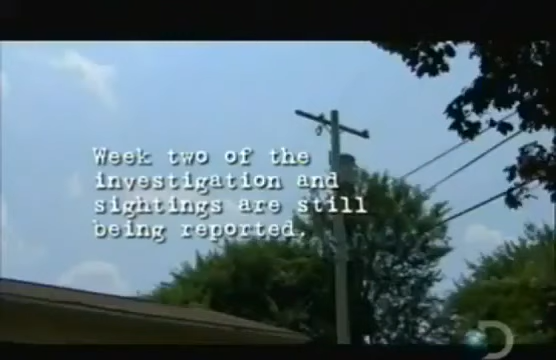 Week two of the
investigation and
sightings are still
being reported.
D